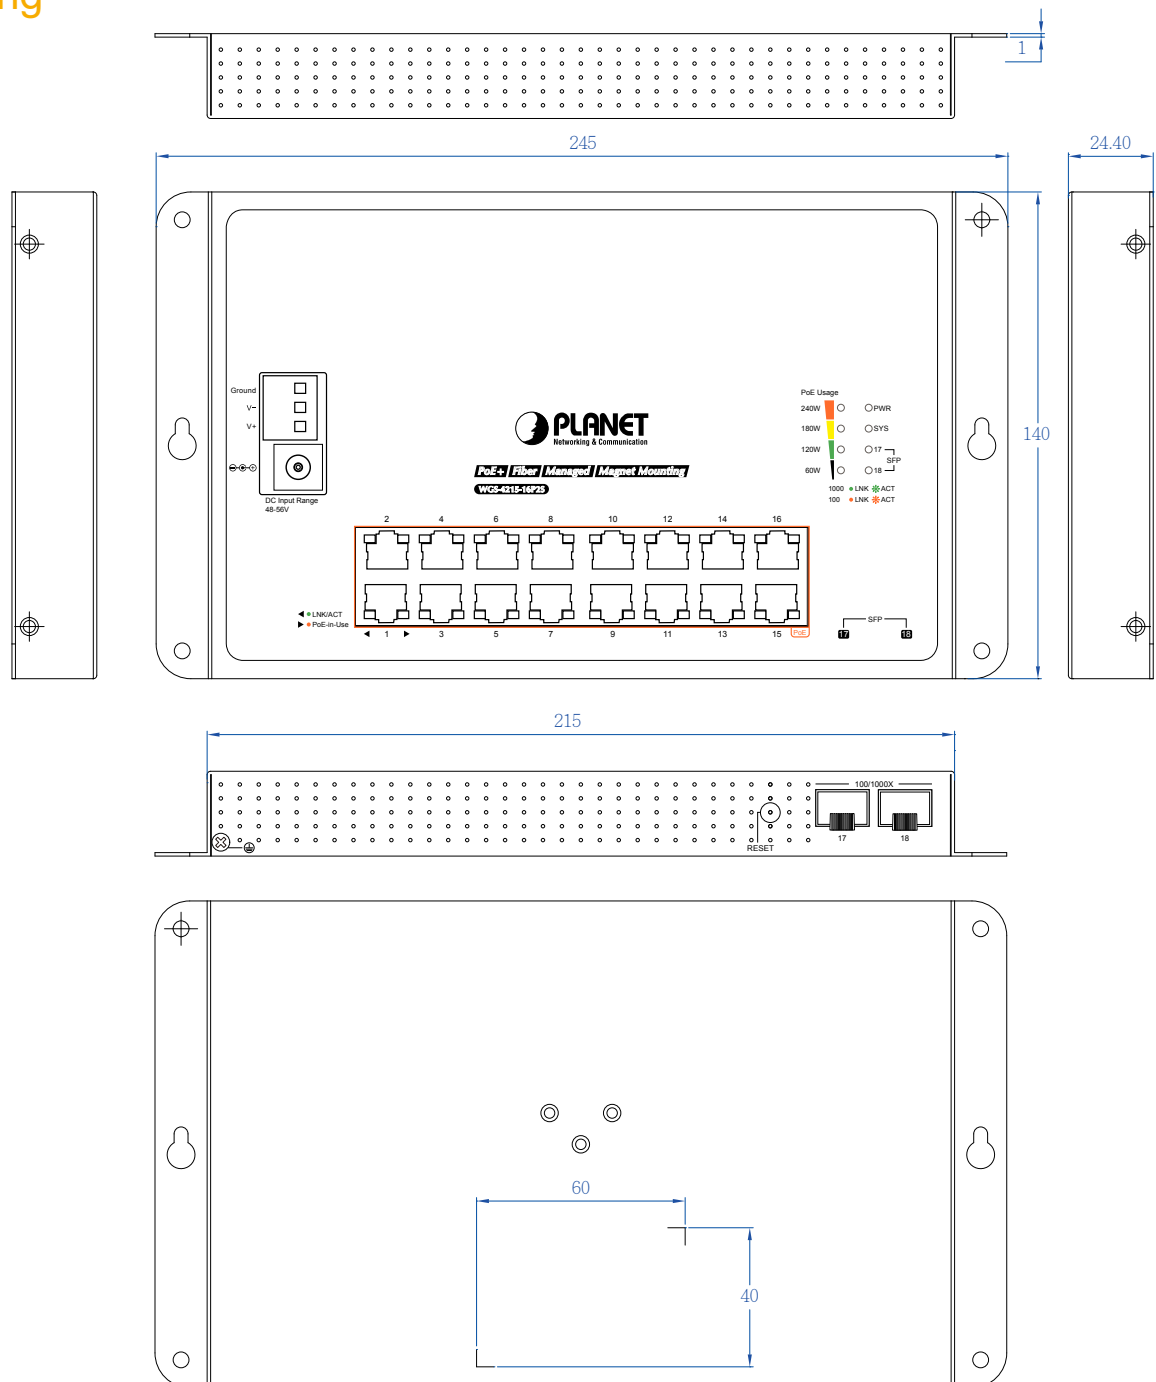 ng
1
245
24.40
Ground
V-
V+
DC Input Range
48-56V
PLANET
Networking & Communication
PoE+ Fiber Managed Magnet Mounting
WGS-4215-16P2S
PoE Usage
240W PWR
180W SYS
120W 17
SFP
60W 18
1000 LNK ACT
100 LNK ACT
140
2 4 6 8 10 12 14 16
LNK/ACT
PoE-in-Use
1 3 5 7 9 11 13 15 PoE
SFP
17 18
215
100/1000X
RESET
17 18
60
40